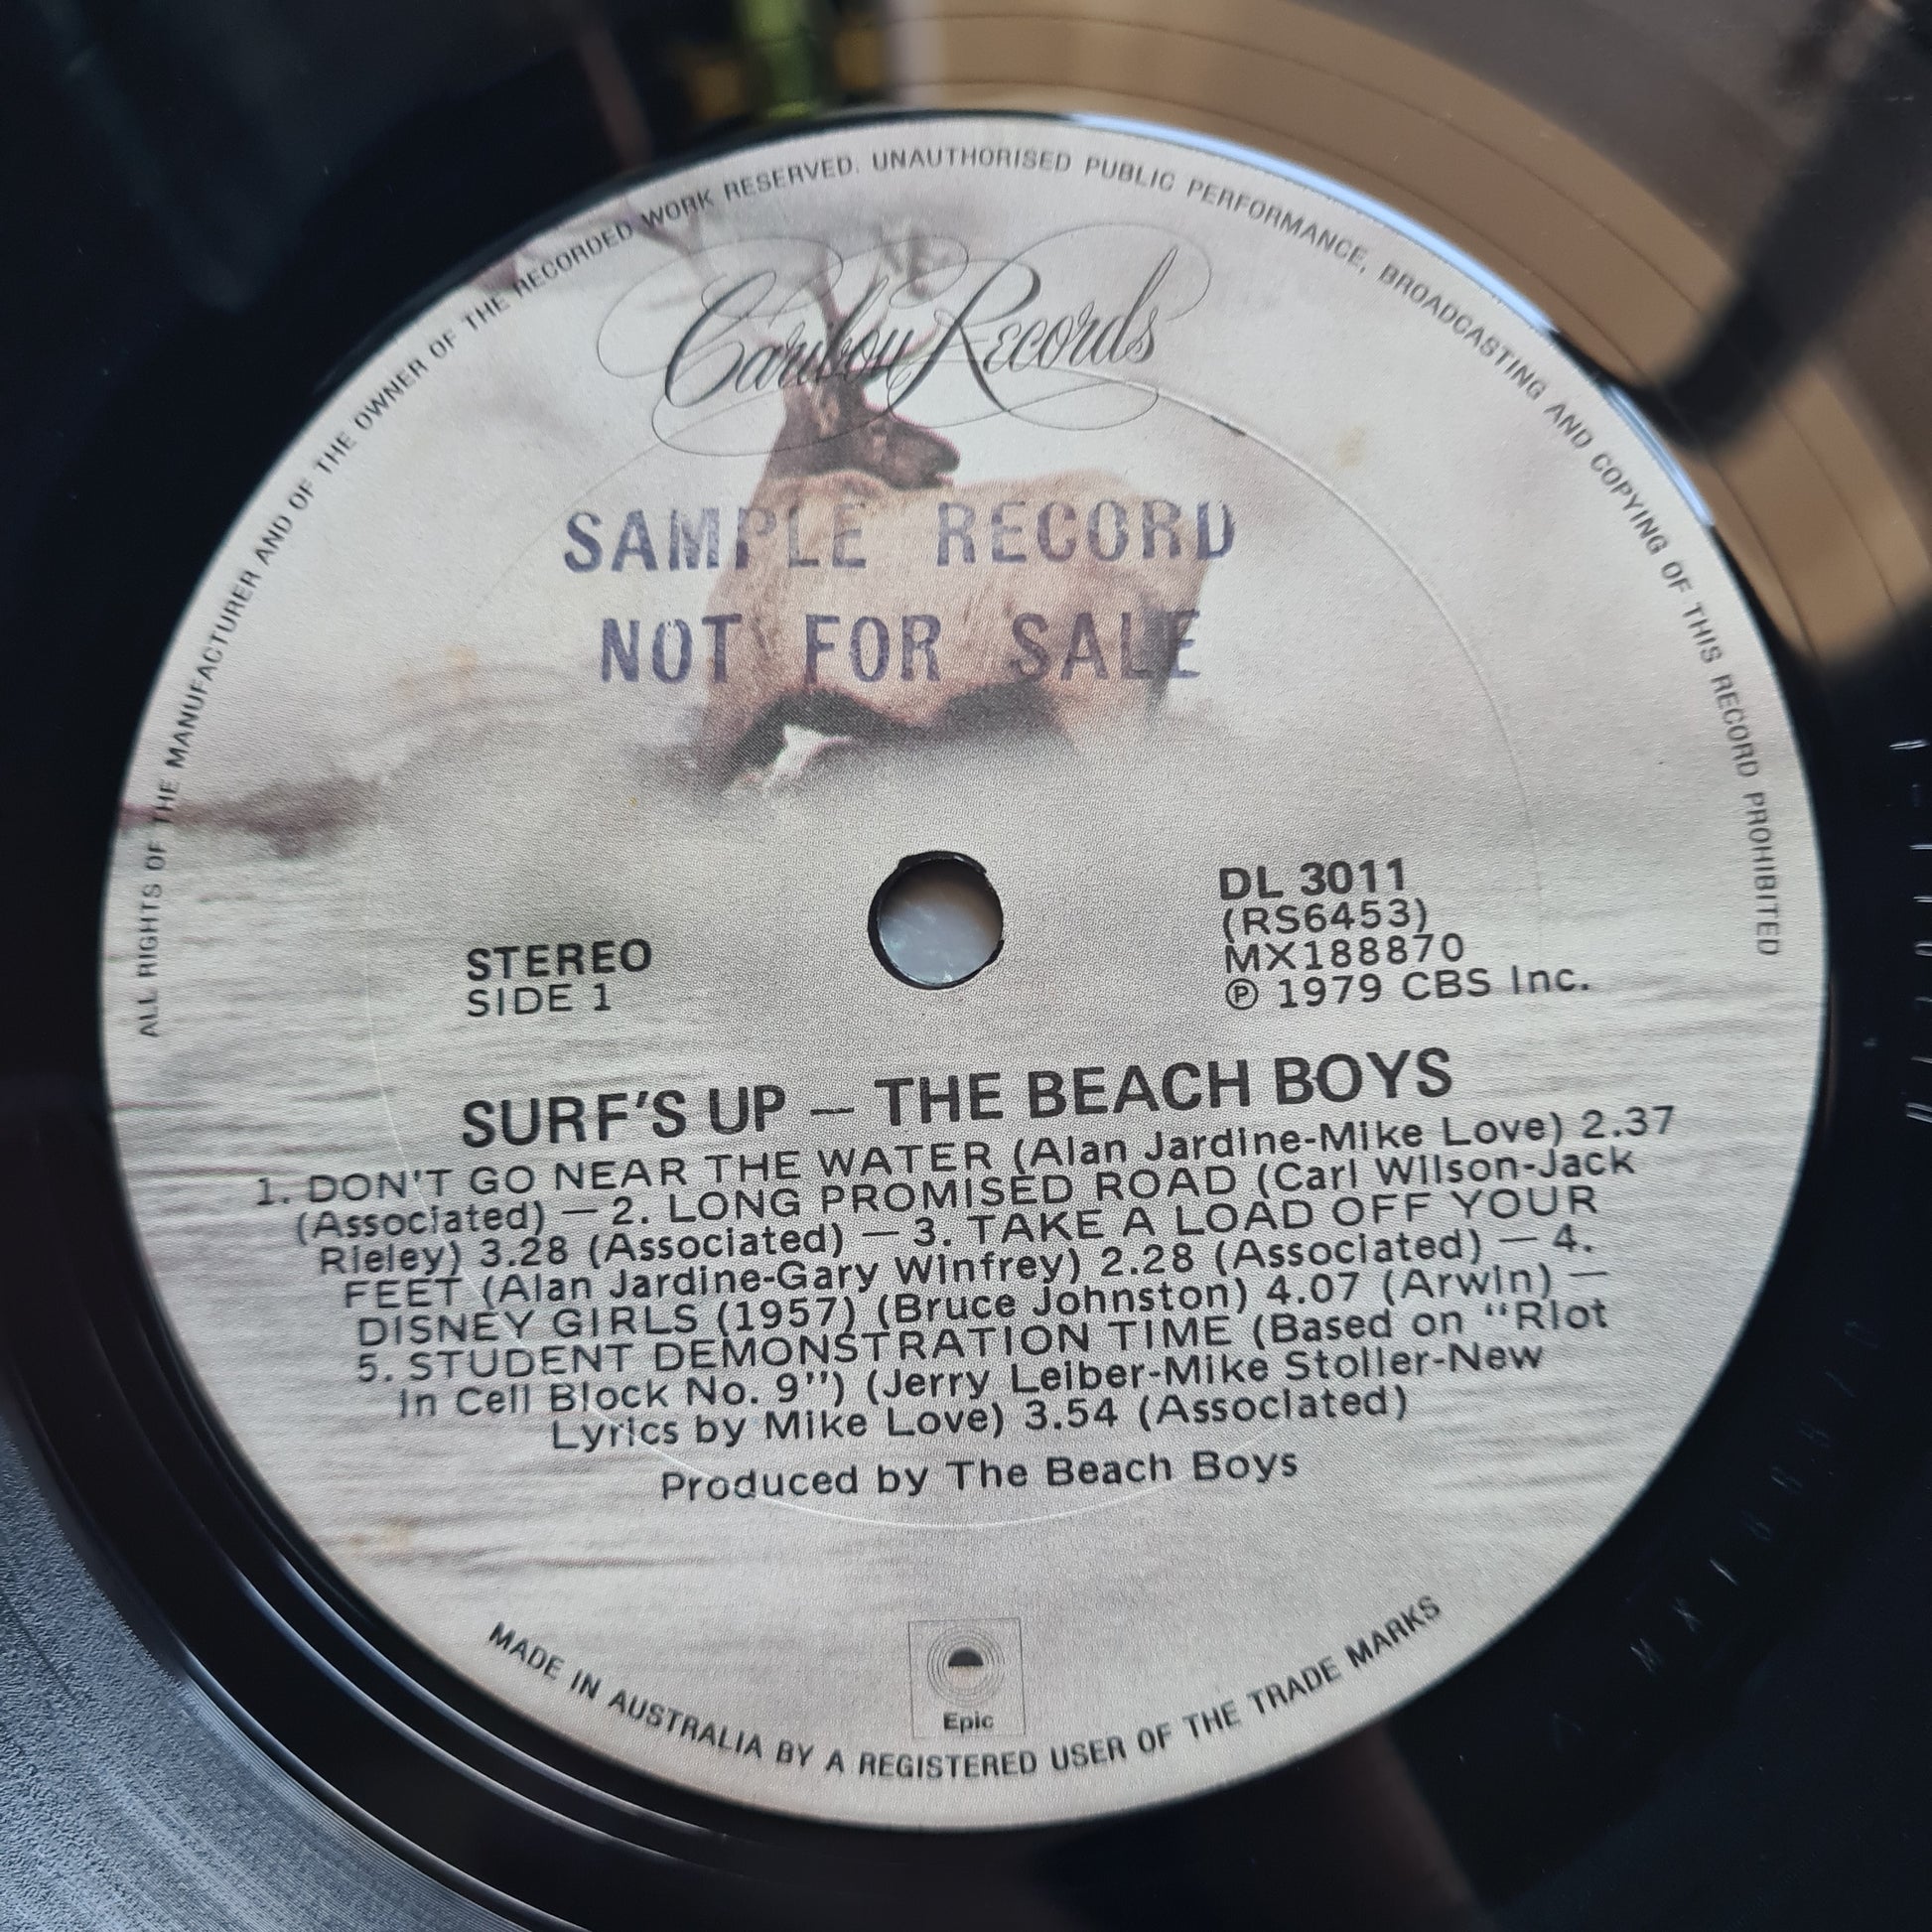 ALL RIGHTS OF THE MANUFACTURER AND OF THE OWNER OF THE RECORDED WORK RESERVED. UNAUTHORISED PUBLIC PERFORMANCE, BROADCASTING AND COPYING OF THIS RECORD PROHIBITED
Caribou Records
SAMPLE RECORD
NOT FOR SALE
STEREO
SIDE 1
DL 3011
(RS6453)
MX188870
℗ 1979 CBS Inc.
SURF'S UP — THE BEACH BOYS
1. DON'T GO NEAR THE WATER (Alan Jardine-Mike Love) 2.37
(Associated) — 2. LONG PROMISED ROAD (Carl Wilson-Jack
Rieley) 3.28 (Associated) — 3. TAKE A LOAD OFF YOUR
FEET (Alan Jardine-Gary Winfrey) 2.28 (Associated) — 4.
DISNEY GIRLS (1957) (Bruce Johnston) 4.07 (Arwin) —
5. STUDENT DEMONSTRATION TIME (Based on "Riot
in Cell Block No. 9") (Jerry Leiber-Mike Stoller-New
Lyrics by Mike Love) 3.54 (Associated)
Produced by The Beach Boys
Epic
MADE IN AUSTRALIA BY A REGISTERED USER OF THE TRADE MARKS